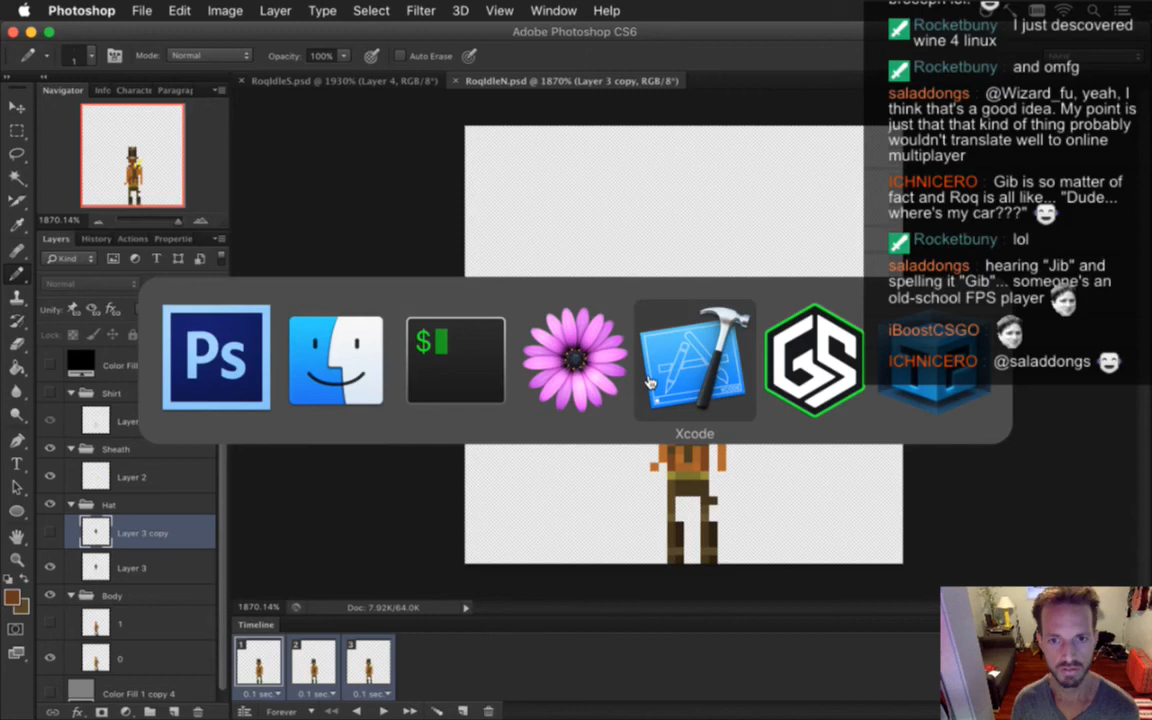 Photoshop File Edit Image Layer Type Select Filter 3D View Window Help
Adobe Photoshop CS6
1 Mode: Normal Opacity: 100% Auto Erase
RoqIdleS.psd @ 1930% (Layer 4, RGB/8*) RoqIdleN.psd @ 1870% (Layer 3 copy, RGB/8*)
Navigator Info Characte Paragraj
1870.14%
Layers History Actions Propertie
Kind
Normal
Unify:
Lock:
Color Fill
Shirt
Laye
Sheath
Layer 2
Hat
Layer 3 copy
Layer 3
Body
1
0
Color Fill 1 copy 4
Ps
$
GS
Xcode
1870.14% Doc: 7.92K/64.0K
Timeline
1 2 3
0.1 sec. 0.1 sec. 0.1 sec.
Forever
Rocketbuny : I just descovered
wine 4 linux
Rocketbuny : and omfg
saladdongs : @Wizard_fu, yeah, I
think that's a good idea. My point is
just that that kind of thing probably
wouldn't translate well to online
multiplayer
ICHNICERO : Gib is so matter of
fact and Roq is all like... "Dude...
where's my car???"
Rocketbuny : lol
saladdongs : hearing "Jib" and
spelling it "Gib"... someone's an
old-school FPS player
iBoostCSGO :
ICHNICERO : @saladdongs